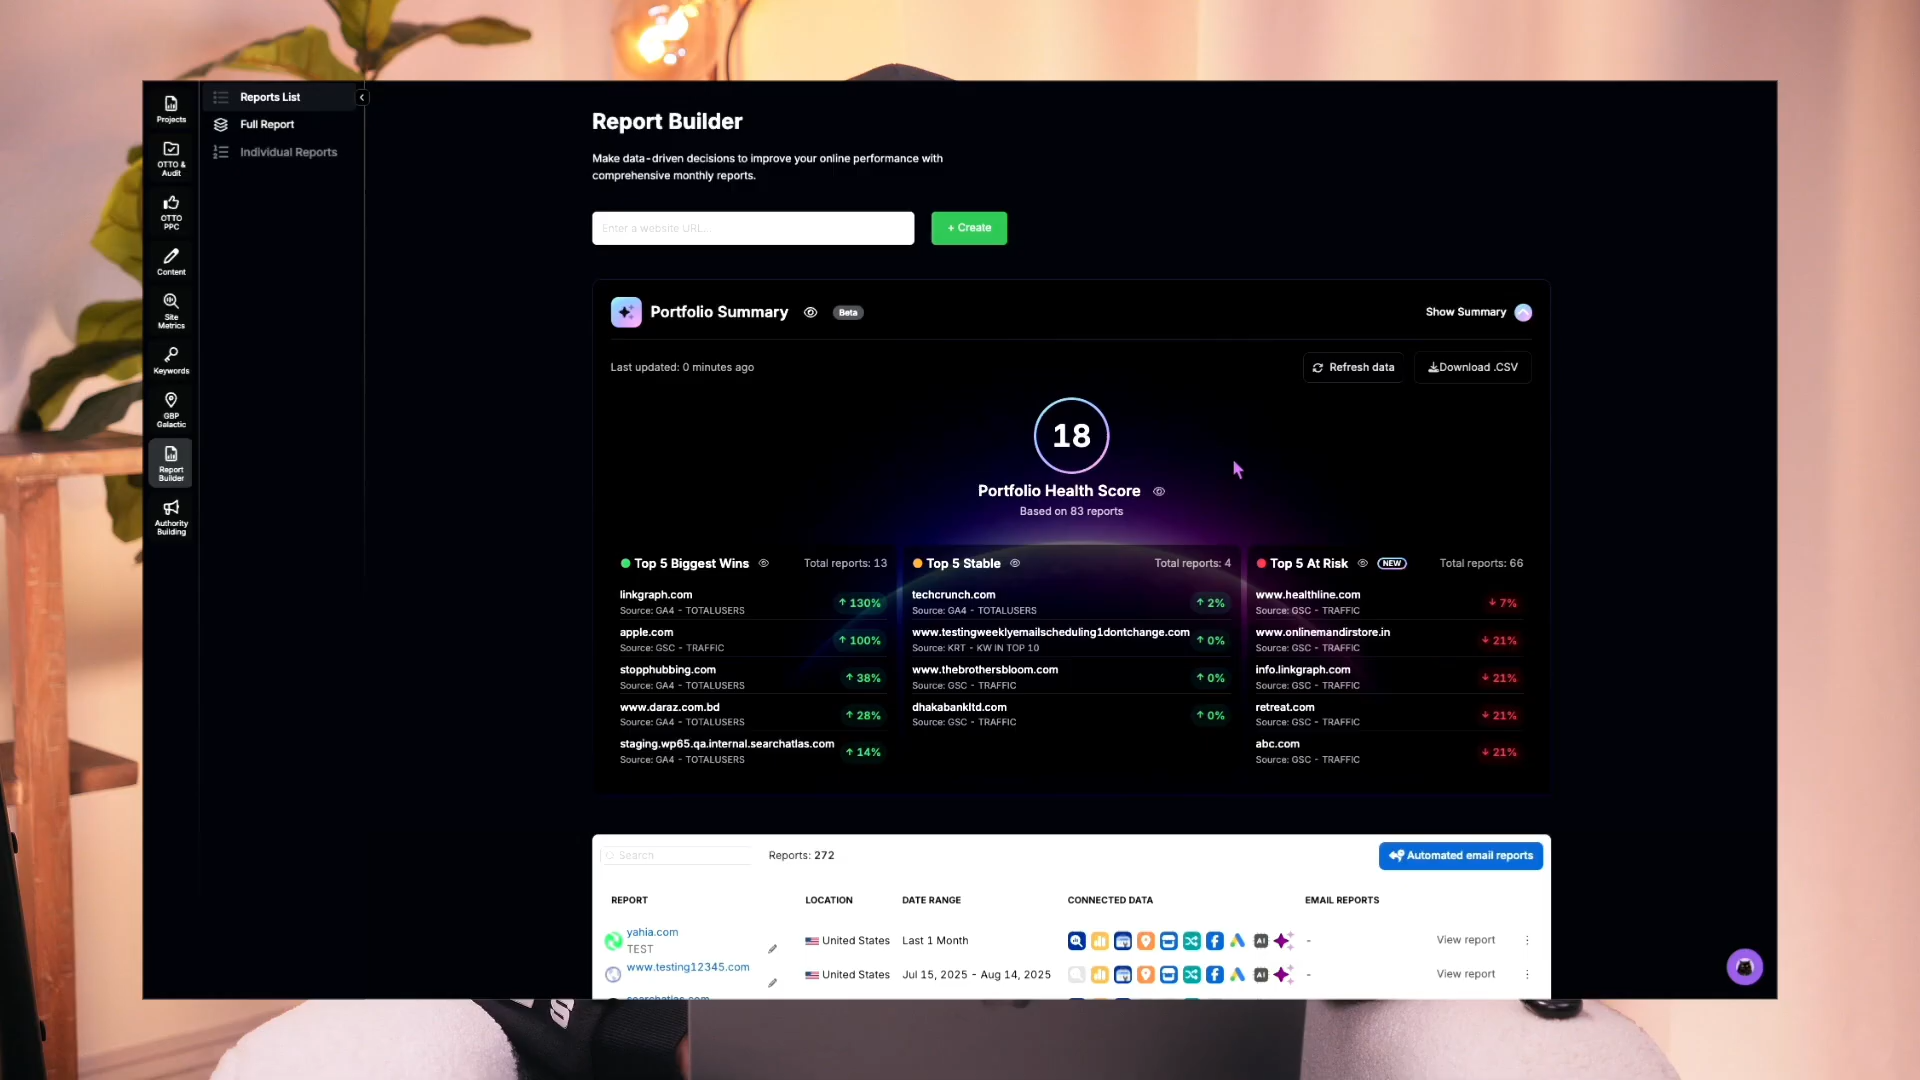 Projects
OTTO &
Audit
OTTO
PPC
Content
Site
Metrics
Keywords
GBP
Galactic
Report
Builder
Authority
Building
Reports List
Full Report
Individual Reports
Report Builder
Make data-driven decisions to improve your online performance with
comprehensive monthly reports.
Enter a website URL...
+ Create
Portfolio Summary
Beta
Show Summary
Last updated: 0 minutes ago
Refresh data
Download .CSV
18
Portfolio Health Score
Based on 83 reports
Top 5 Biggest Wins
Total reports: 13
linkgraph.com
Source: GA4 - TOTALUSERS
↑ 130%
apple.com
Source: GSC - TRAFFIC
↑ 100%
stopphubbing.com
Source: GA4 - TOTALUSERS
↑ 38%
www.daraz.com.bd
Source: GA4 - TOTALUSERS
↑ 28%
staging.wp65.qa.internal.searchatlas.com
Source: GA4 - TOTALUSERS
↑ 14%
Top 5 Stable
Total reports: 4
techcrunch.com
Source: GA4 - TOTALUSERS
↑ 2%
www.testingweeklyemailscheduling1dontchange.com
Source: KRT - KW IN TOP 10
↑ 0%
www.thebrothersbloom.com
Source: GSC - TRAFFIC
↑ 0%
dhakabankltd.com
Source: GSC - TRAFFIC
↑ 0%
Top 5 At Risk
NEW
Total reports: 66
www.healthline.com
Source: GSC - TRAFFIC
↓ 7%
www.onlinemandirstore.in
Source: GSC - TRAFFIC
↓ 21%
info.linkgraph.com
Source: GSC - TRAFFIC
↓ 21%
retreat.com
Source: GSC - TRAFFIC
↓ 21%
abc.com
Source: GSC - TRAFFIC
↓ 21%
Search
Reports: 272
Automated email reports
REPORT LOCATION DATE RANGE CONNECTED DATA EMAIL REPORTS
yahia.com
TEST
United States
Last 1 Month
AI
-
View report
www.testing12345.com
United States
Jul 15, 2025 - Aug 14, 2025
AI
-
View report